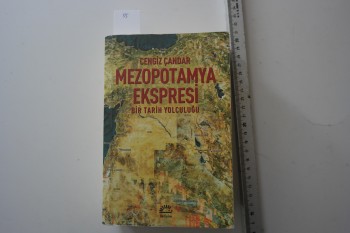 CENGİZ ÇANDAR
MEZOPOTAMYA
EKSPRESİ
BİR TARİH YOLCULUĞU